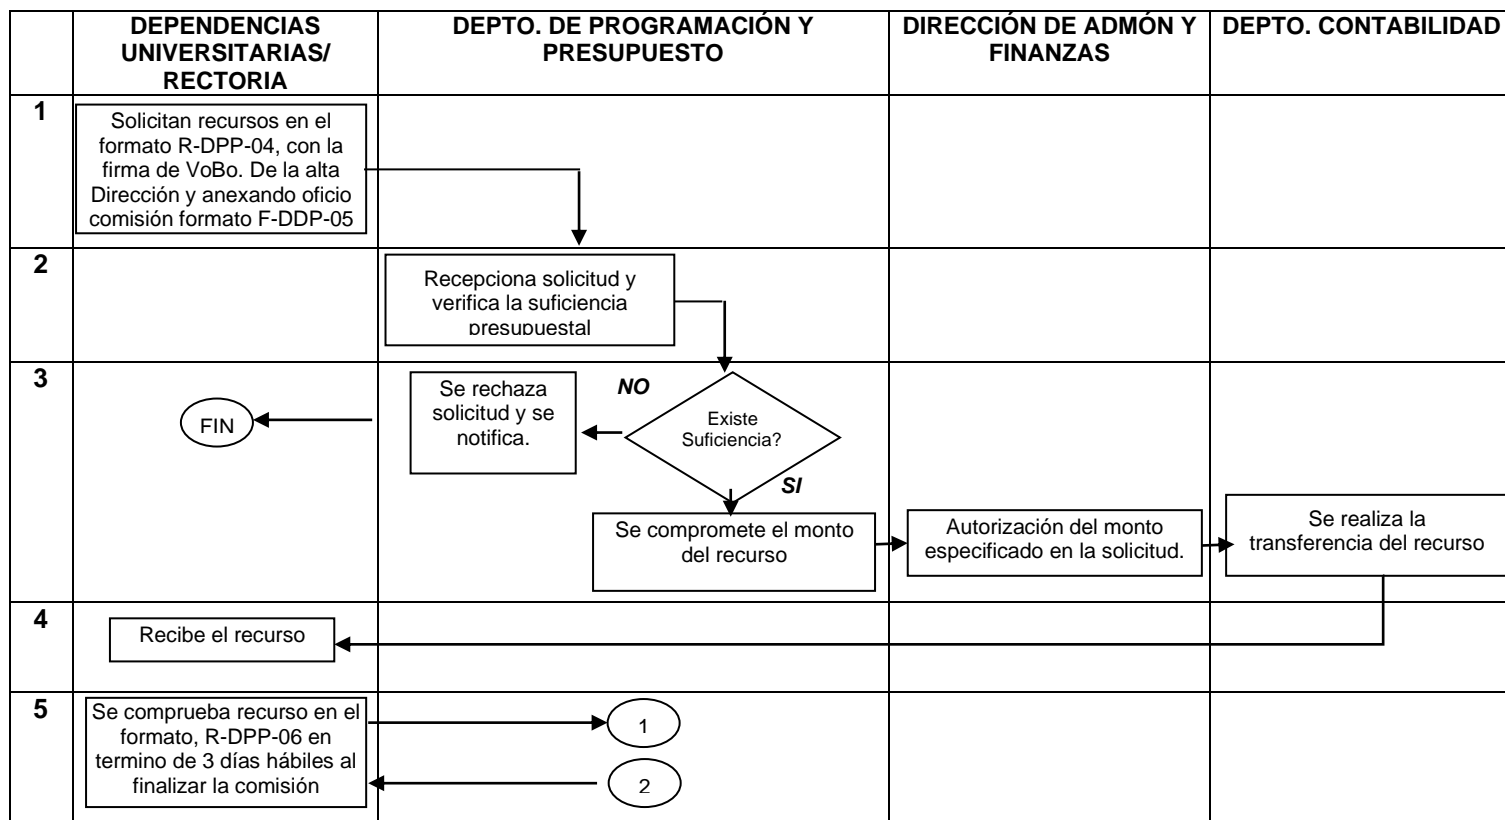 DEPENDENCIAS
UNIVERSITARIAS/
RECTORIA
DEPTO. DE PROGRAMACIÓN Y
PRESUPUESTO
DIRECCIÓN DE ADMÓN Y
FINANZAS
DEPTO. CONTABILIDAD
1
Solicitan recursos en el
formato R-DPP-04, con la
firma de VoBo. De la alta
Dirección y anexando oficio
comisión formato F-DDP-05
2
Recepciona solicitud y
verifica la suficiencia
presupuestal
3
FIN
Se rechaza
solicitud y se
notifica.
NO
Existe
Suficiencia?
SI
Se compromete el monto
del recurso
Autorización del monto
especificado en la solicitud.
Se realiza la
transferencia del recurso
4
Recibe el recurso
5
Se comprueba recurso en el
formato, R-DPP-06 en
termino de 3 días hábiles al
finalizar la comisión
1
2